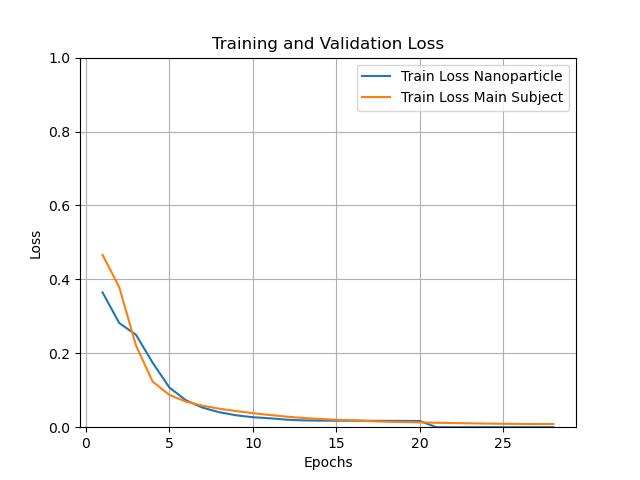 Training and Validation Loss
Train Loss Nanoparticle
Train Loss Main Subject
1.0
0.8
0.6
0.4
0.2
0.0
Loss
0 5 10 15 20 25
Epochs